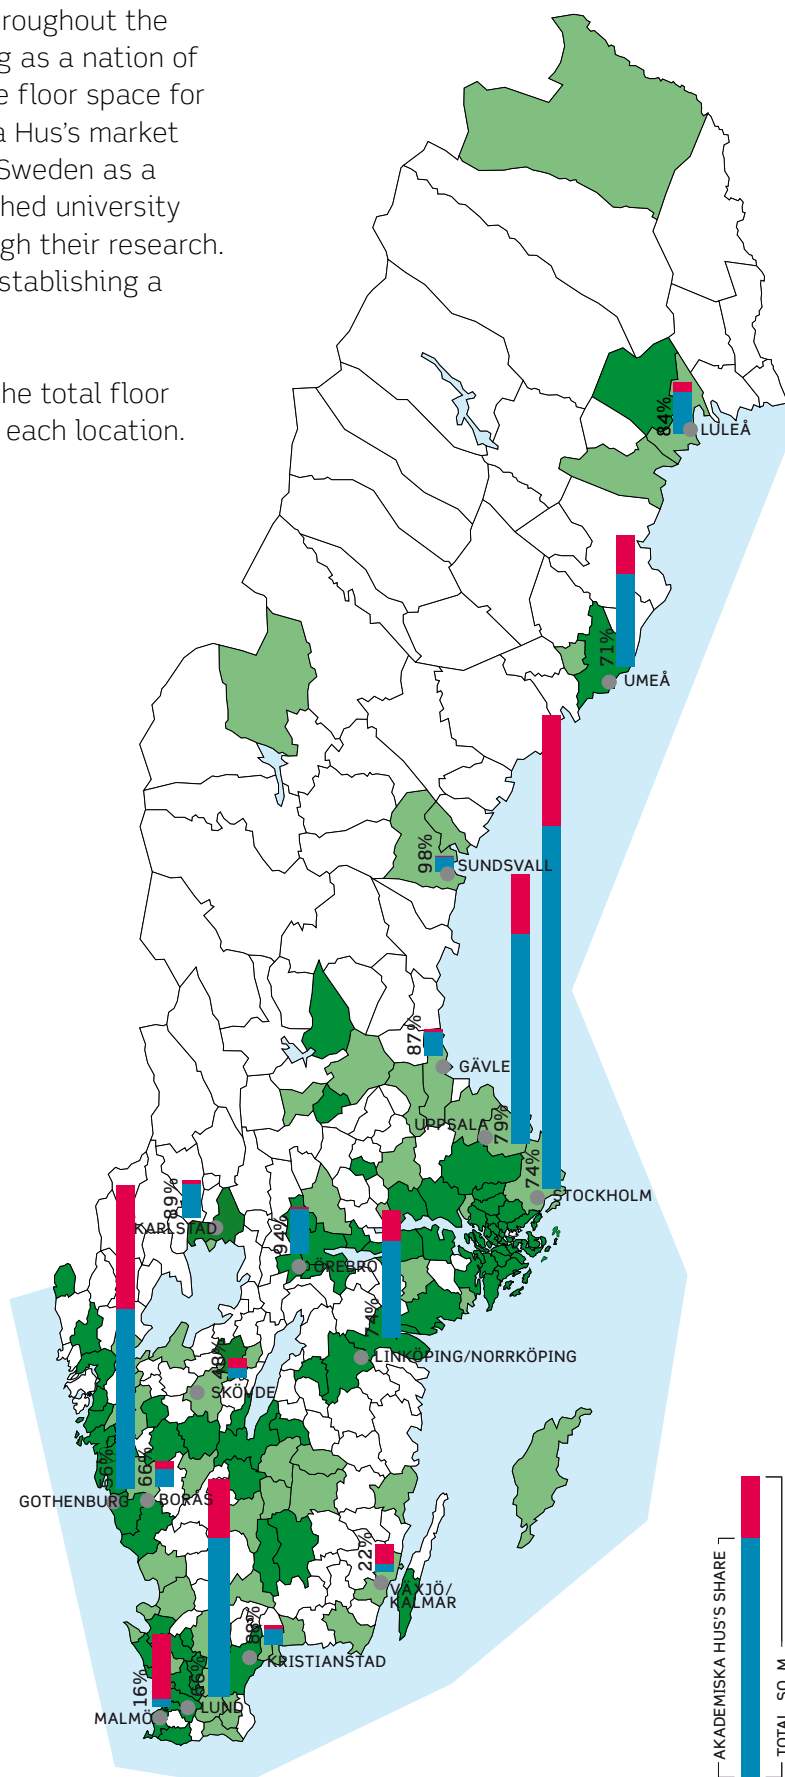 roughout the
g as a nation of
e floor space for
a Hus's market
Sweden as a
hed university
gh their research.
stablishing a
he total floor
each location.
84%
LULEÅ
71%
UMEÅ
98%
SUNDSVALL
87%
GÄVLE
UPPSALA
79%
74%
STOCKHOLM
89%
KARLSTAD
94%
ÖREBRO
74%
LINKÖPING/NORRKÖPING
48%
SKÖVDE
56%
66%
GOTHENBURG
BORÅS
22%
VÄXJÖ/
KALMAR
88%
KRISTIANSTAD
16%
MALMÖ
LUND
AKADEMISKA HUS'S SHARE
TOTAL, SQ. M.